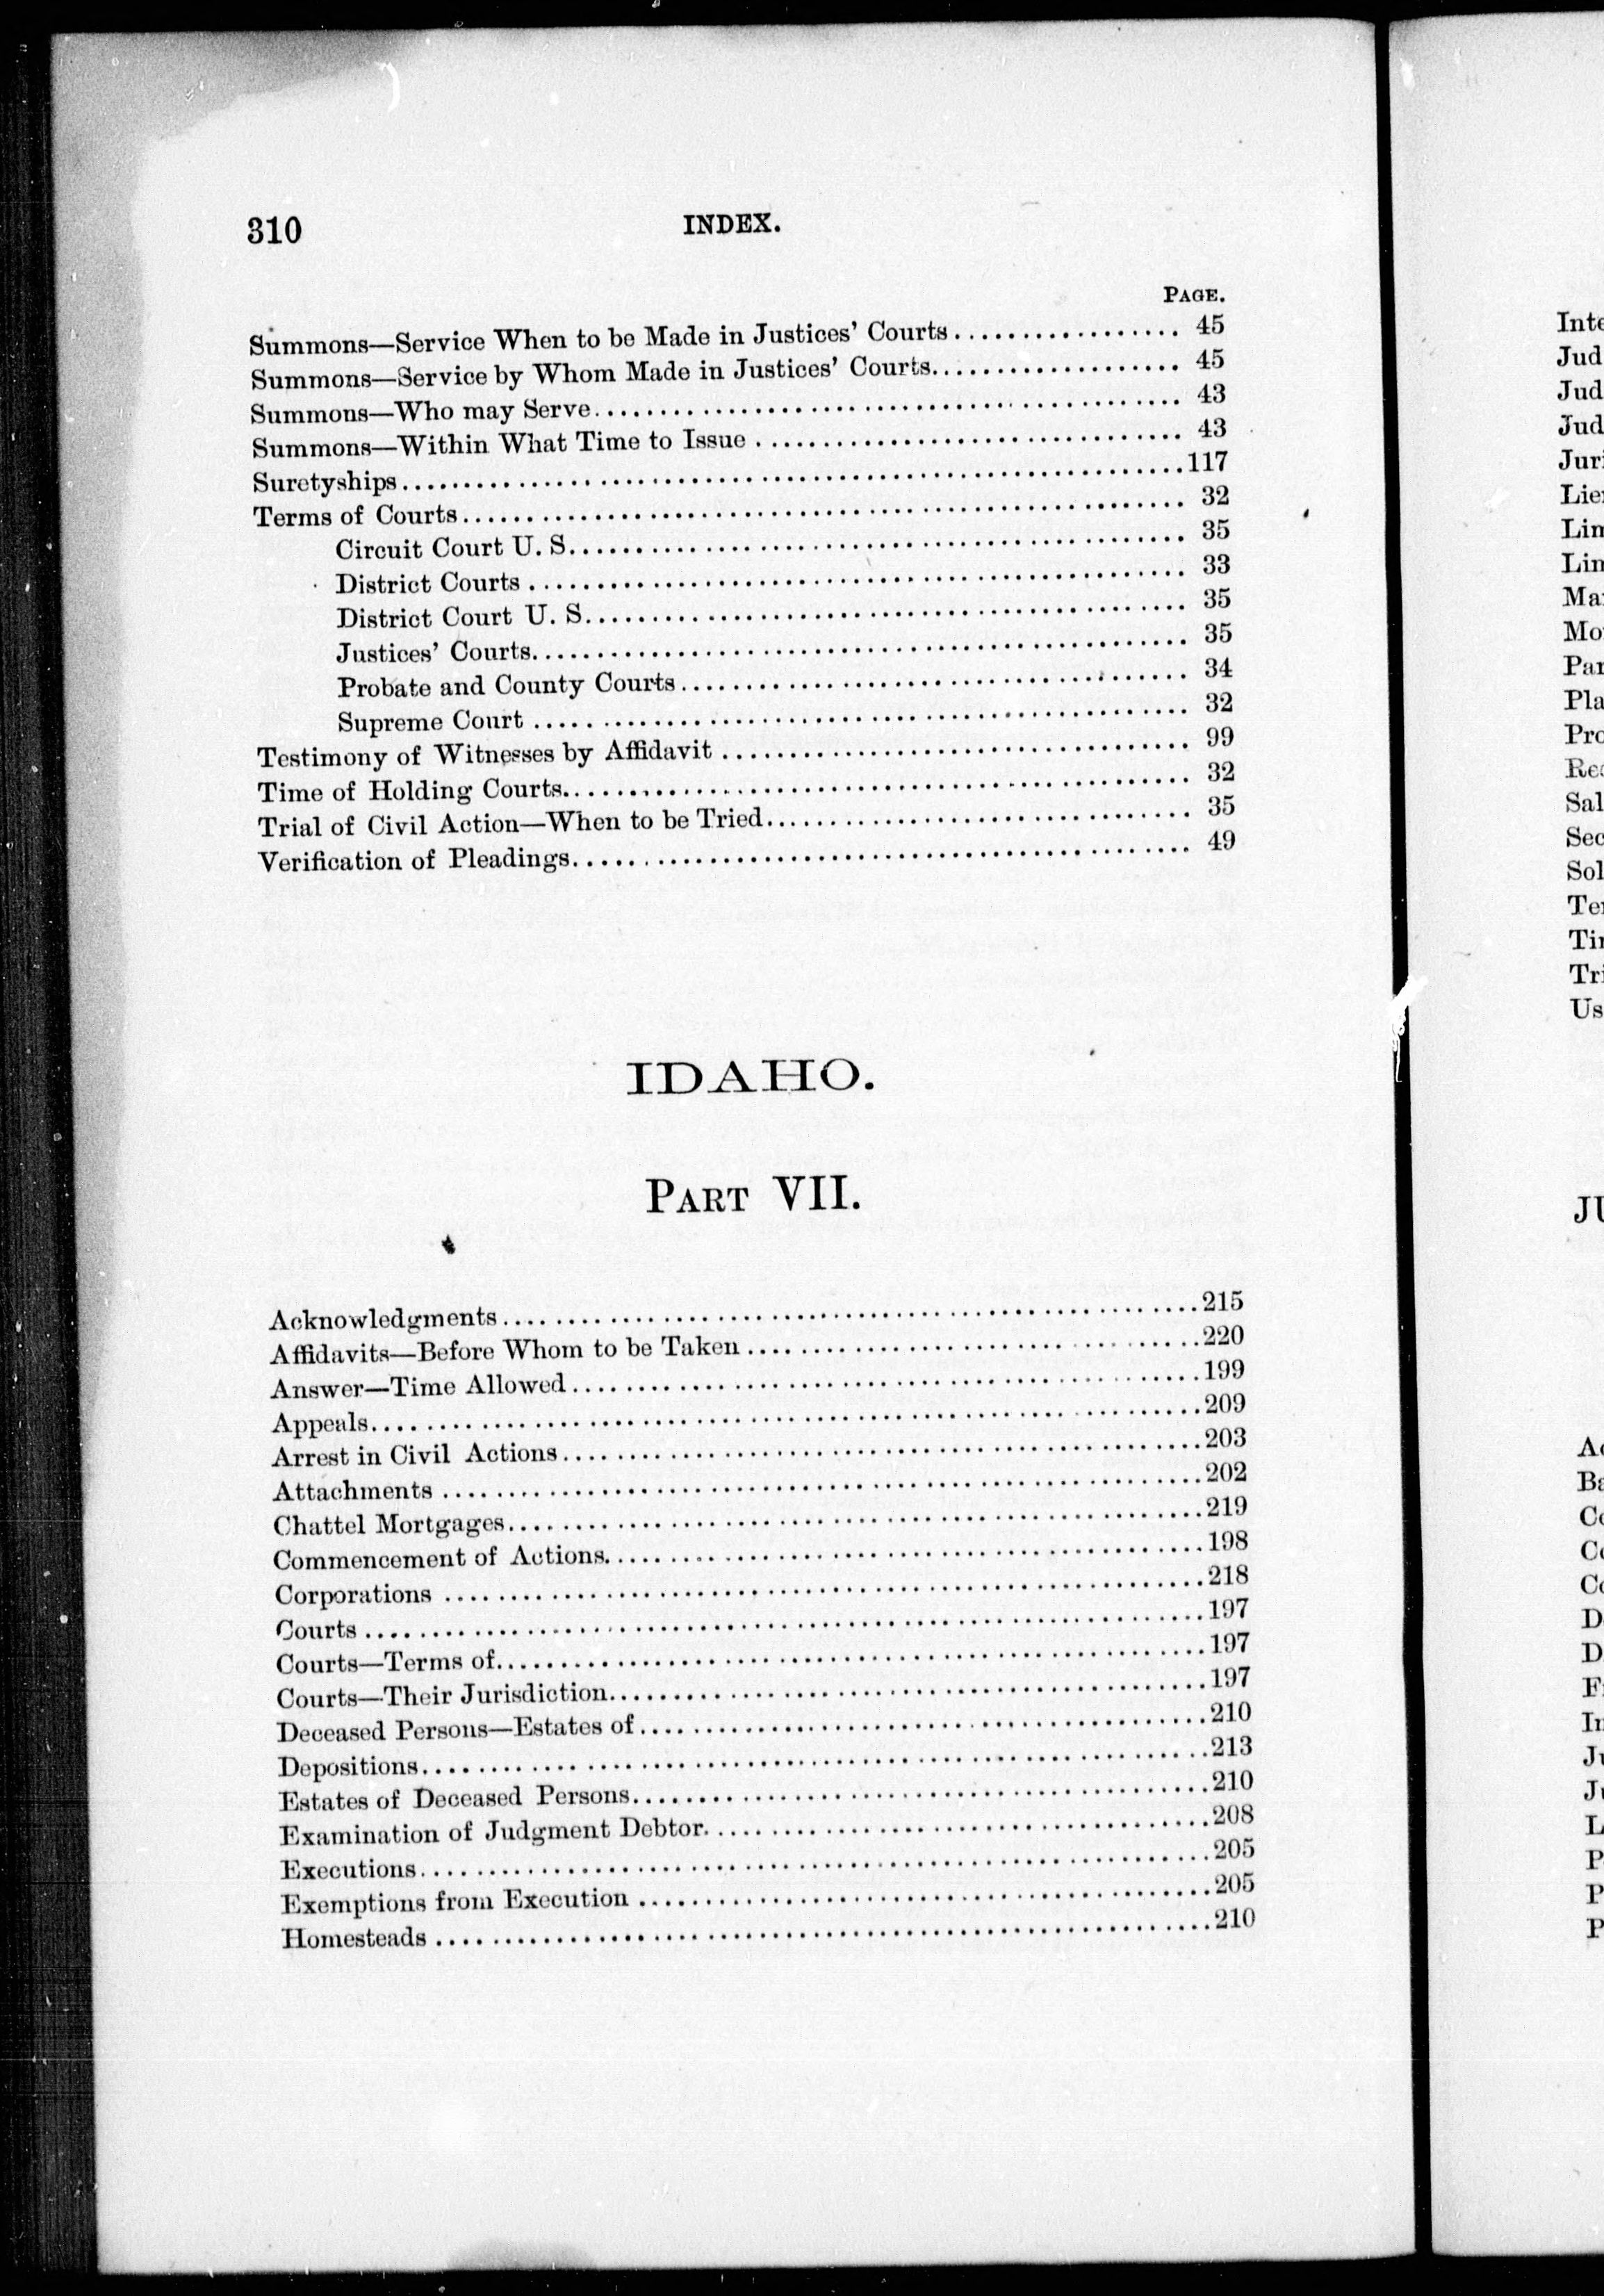 310 INDEX.
PAGE.
Summons—Service When to be Made in Justices' Courts.................. 45
Summons—Service by Whom Made in Justices' Courts................... 45
Summons—Who may Serve............................................. 43
Summons—Within What Time to Issue ................................ 43
Suretyships.............................................................117
Terms of Courts....................................................... 32
Circuit Court U. S............................................... 35
District Courts .................................................. 33
District Court U. S.............................................. 35
Justices' Courts.................................................. 35
Probate and County Courts....................................... 34
Supreme Court .................................................. 32
Testimony of Witnesses by Affidavit .................................. 99
Time of Holding Courts............................................... 32
Trial of Civil Action—When to be Tried................................ 35
Verification of Pleadings............................................... 49
IDAHO.
PART VII.
Acknowledgments.....................................................215
Affidavits—Before Whom to be Taken ..................................220
Answer—Time Allowed................................................199
Appeals...............................................................209
Arrest in Civil Actions.................................................203
Attachments .........................................................202
Chattel Mortgages.....................................................219
Commencement of Actions.............................................198
Corporations .........................................................218
Courts ...............................................................197
Courts—Terms of......................................................197
Courts—Their Jurisdiction.............................................197
Deceased Persons—Estates of...........................................210
Depositions...........................................................213
Estates of Deceased Persons...........................................210
Examination of Judgment Debtor......................................208
Executions............................................................205
Exemptions from Execution ...........................................205
Homesteads ..........................................................210